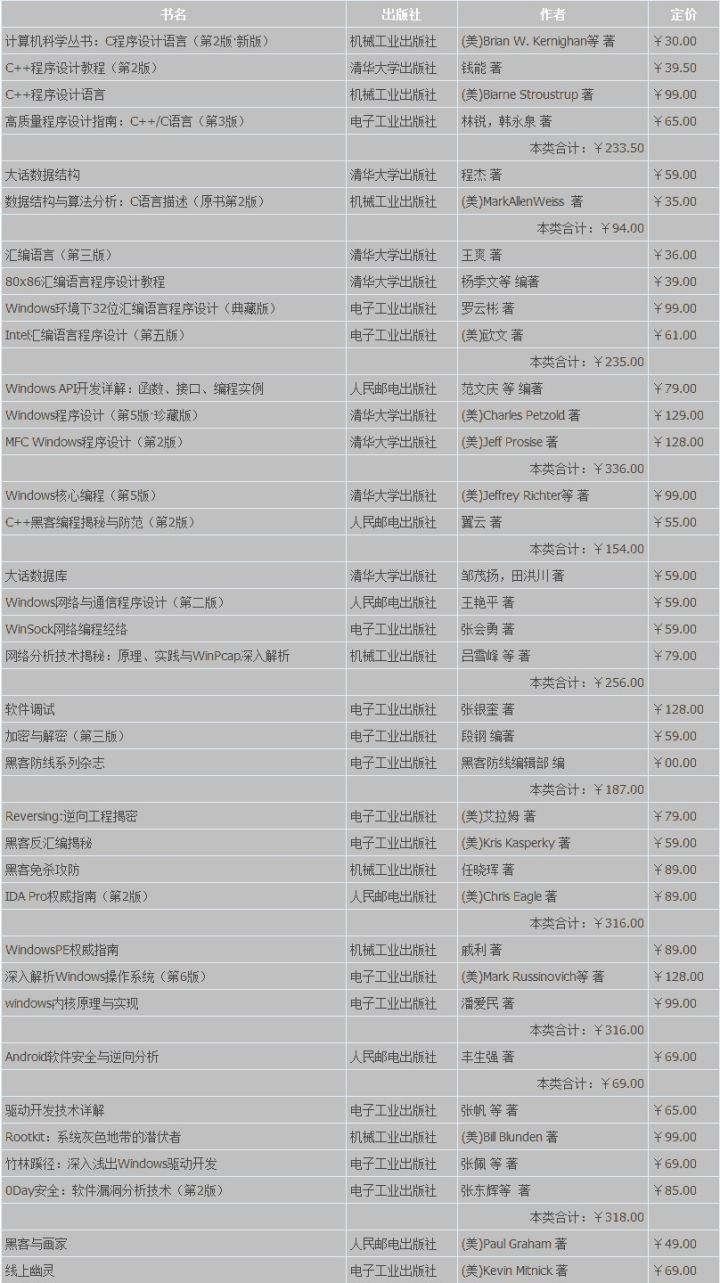 书名 出版社 作者 定价
计算机科学丛书：C程序设计语言（第2版·新版） 机械工业出版社 (美)Brian W. Kernighan等 著 ￥30.00
C++程序设计教程（第2版） 清华大学出版社 钱能 著 ￥39.50
C++程序设计语言 机械工业出版社 (美)Biarne Stroustrup 著 ￥99.00
高质量程序设计指南：C++/C语言（第3版） 电子工业出版社 林锐，韩永泉 著 ￥65.00
本类合计：￥233.50
大话数据结构 清华大学出版社 程杰 著 ￥59.00
数据结构与算法分析：C语言描述（原书第2版） 机械工业出版社 (美)MarkAllenWeiss 著 ￥35.00
本类合计：￥94.00
汇编语言（第三版） 清华大学出版社 王爽 著 ￥36.00
80x86汇编语言程序设计教程 清华大学出版社 杨季文等 编著 ￥39.00
Windows环境下32位汇编语言程序设计（典藏版） 电子工业出版社 罗云彬 著 ￥99.00
Intel汇编语言程序设计（第五版） 电子工业出版社 (美)欧文 著 ￥61.00
本类合计：￥235.00
Windows API开发详解：函数、接口、编程实例 人民邮电出版社 范文庆 等 编著 ￥79.00
Windows程序设计（第5版·珍藏版） 清华大学出版社 (美)Charles Petzold 著 ￥129.00
MFC Windows程序设计（第2版） 清华大学出版社 (美)Jeff Prosise 著 ￥128.00
本类合计：￥336.00
Windows核心编程（第5版） 清华大学出版社 (美)Jeffrey Richter等 著 ￥99.00
C++黑客编程揭秘与防范（第2版） 人民邮电出版社 翼云 著 ￥55.00
本类合计：￥154.00
大话数据库 清华大学出版社 邹茂扬，田洪川 著 ￥59.00
Windows网络与通信程序设计（第二版） 人民邮电出版社 王艳平 著 ￥59.00
WinSock网络编程经络 电子工业出版社 张会勇 著 ￥59.00
网络分析技术揭秘：原理、实践与WinPcap深入解析 机械工业出版社 吕雪峰 等 著 ￥79.00
本类合计：￥256.00
软件调试 电子工业出版社 张银奎 著 ￥128.00
加密与解密（第三版） 电子工业出版社 段钢 编著 ￥59.00
黑客防线系列杂志 电子工业出版社 黑客防线编辑部 编 ￥00.00
本类合计：￥187.00
Reversing:逆向工程揭密 电子工业出版社 (美)艾拉姆 著 ￥79.00
黑客反汇编揭秘 电子工业出版社 (美)Kris Kasperky 著 ￥59.00
黑客免杀攻防 机械工业出版社 任晓珲 著 ￥89.00
IDA Pro权威指南（第2版） 人民邮电出版社 (美)Chris Eagle 著 ￥89.00
本类合计：￥316.00
WindowsPE权威指南 机械工业出版社 戚利 著 ￥89.00
深入解析Windows操作系统（第6版） 电子工业出版社 (美)Mark Russinovich等 著 ￥128.00
windows内核原理与实现 电子工业出版社 潘爱民 著 ￥99.00
本类合计：￥316.00
Android软件安全与逆向分析 人民邮电出版社 丰生强 著 ￥69.00
本类合计：￥69.00
驱动开发技术详解 电子工业出版社 张帆 等 著 ￥65.00
Rootkit：系统灰色地带的潜伏者 机械工业出版社 (美)Bill Blunden 著 ￥99.00
竹林蹊径：深入浅出Windows驱动开发 电子工业出版社 张佩 等 著 ￥69.00
0Day安全：软件漏洞分析技术（第2版） 电子工业出版社 张东辉等 著 ￥85.00
本类合计：￥318.00
黑客与画家 人民邮电出版社 (美)Paul Graham 著 ￥49.00
线上幽灵 电子工业出版社 (美)Kevin Mitnick 著 ￥69.00